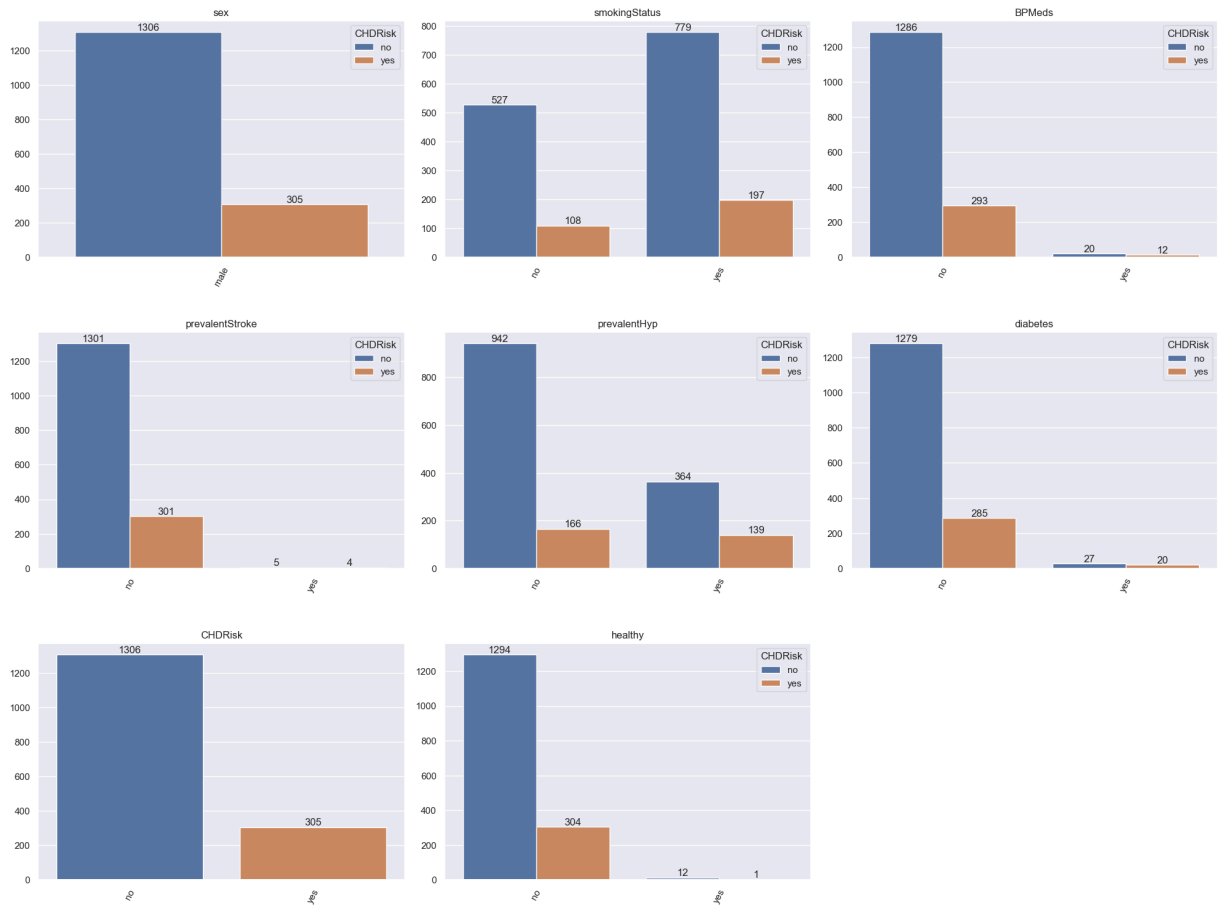 sex
1306
305
CHDRisk
no
yes
1200
1000
800
600
400
200
0
male
smokingStatus
527
108
779
197
CHDRisk
no
yes
800
700
600
500
400
300
200
100
0
no
yes
BPMeds
1286
293
20
12
CHDRisk
no
yes
1200
1000
800
600
400
200
0
no
yes
prevalentStroke
1301
301
5
4
CHDRisk
no
yes
1200
1000
800
600
400
200
0
no
yes
prevalentHyp
942
166
364
139
CHDRisk
no
yes
800
600
400
200
0
no
yes
diabetes
1279
285
27
20
CHDRisk
no
yes
1200
1000
800
600
400
200
0
no
yes
CHDRisk
1306
305
1200
1000
800
600
400
200
0
no
yes
healthy
1294
304
12
1
CHDRisk
no
yes
1200
1000
800
600
400
200
0
no
yes